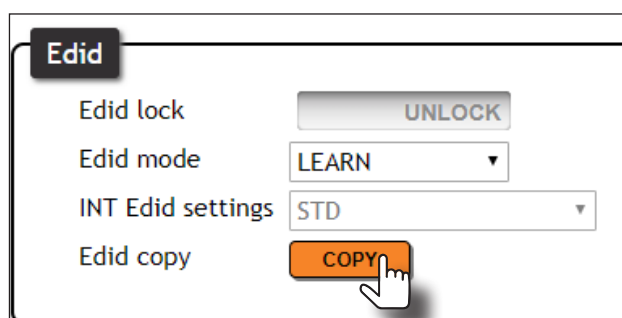 Edid
Edid lock UNLOCK
Edid mode LEARN
INT Edid settings STD
Edid copy COPY